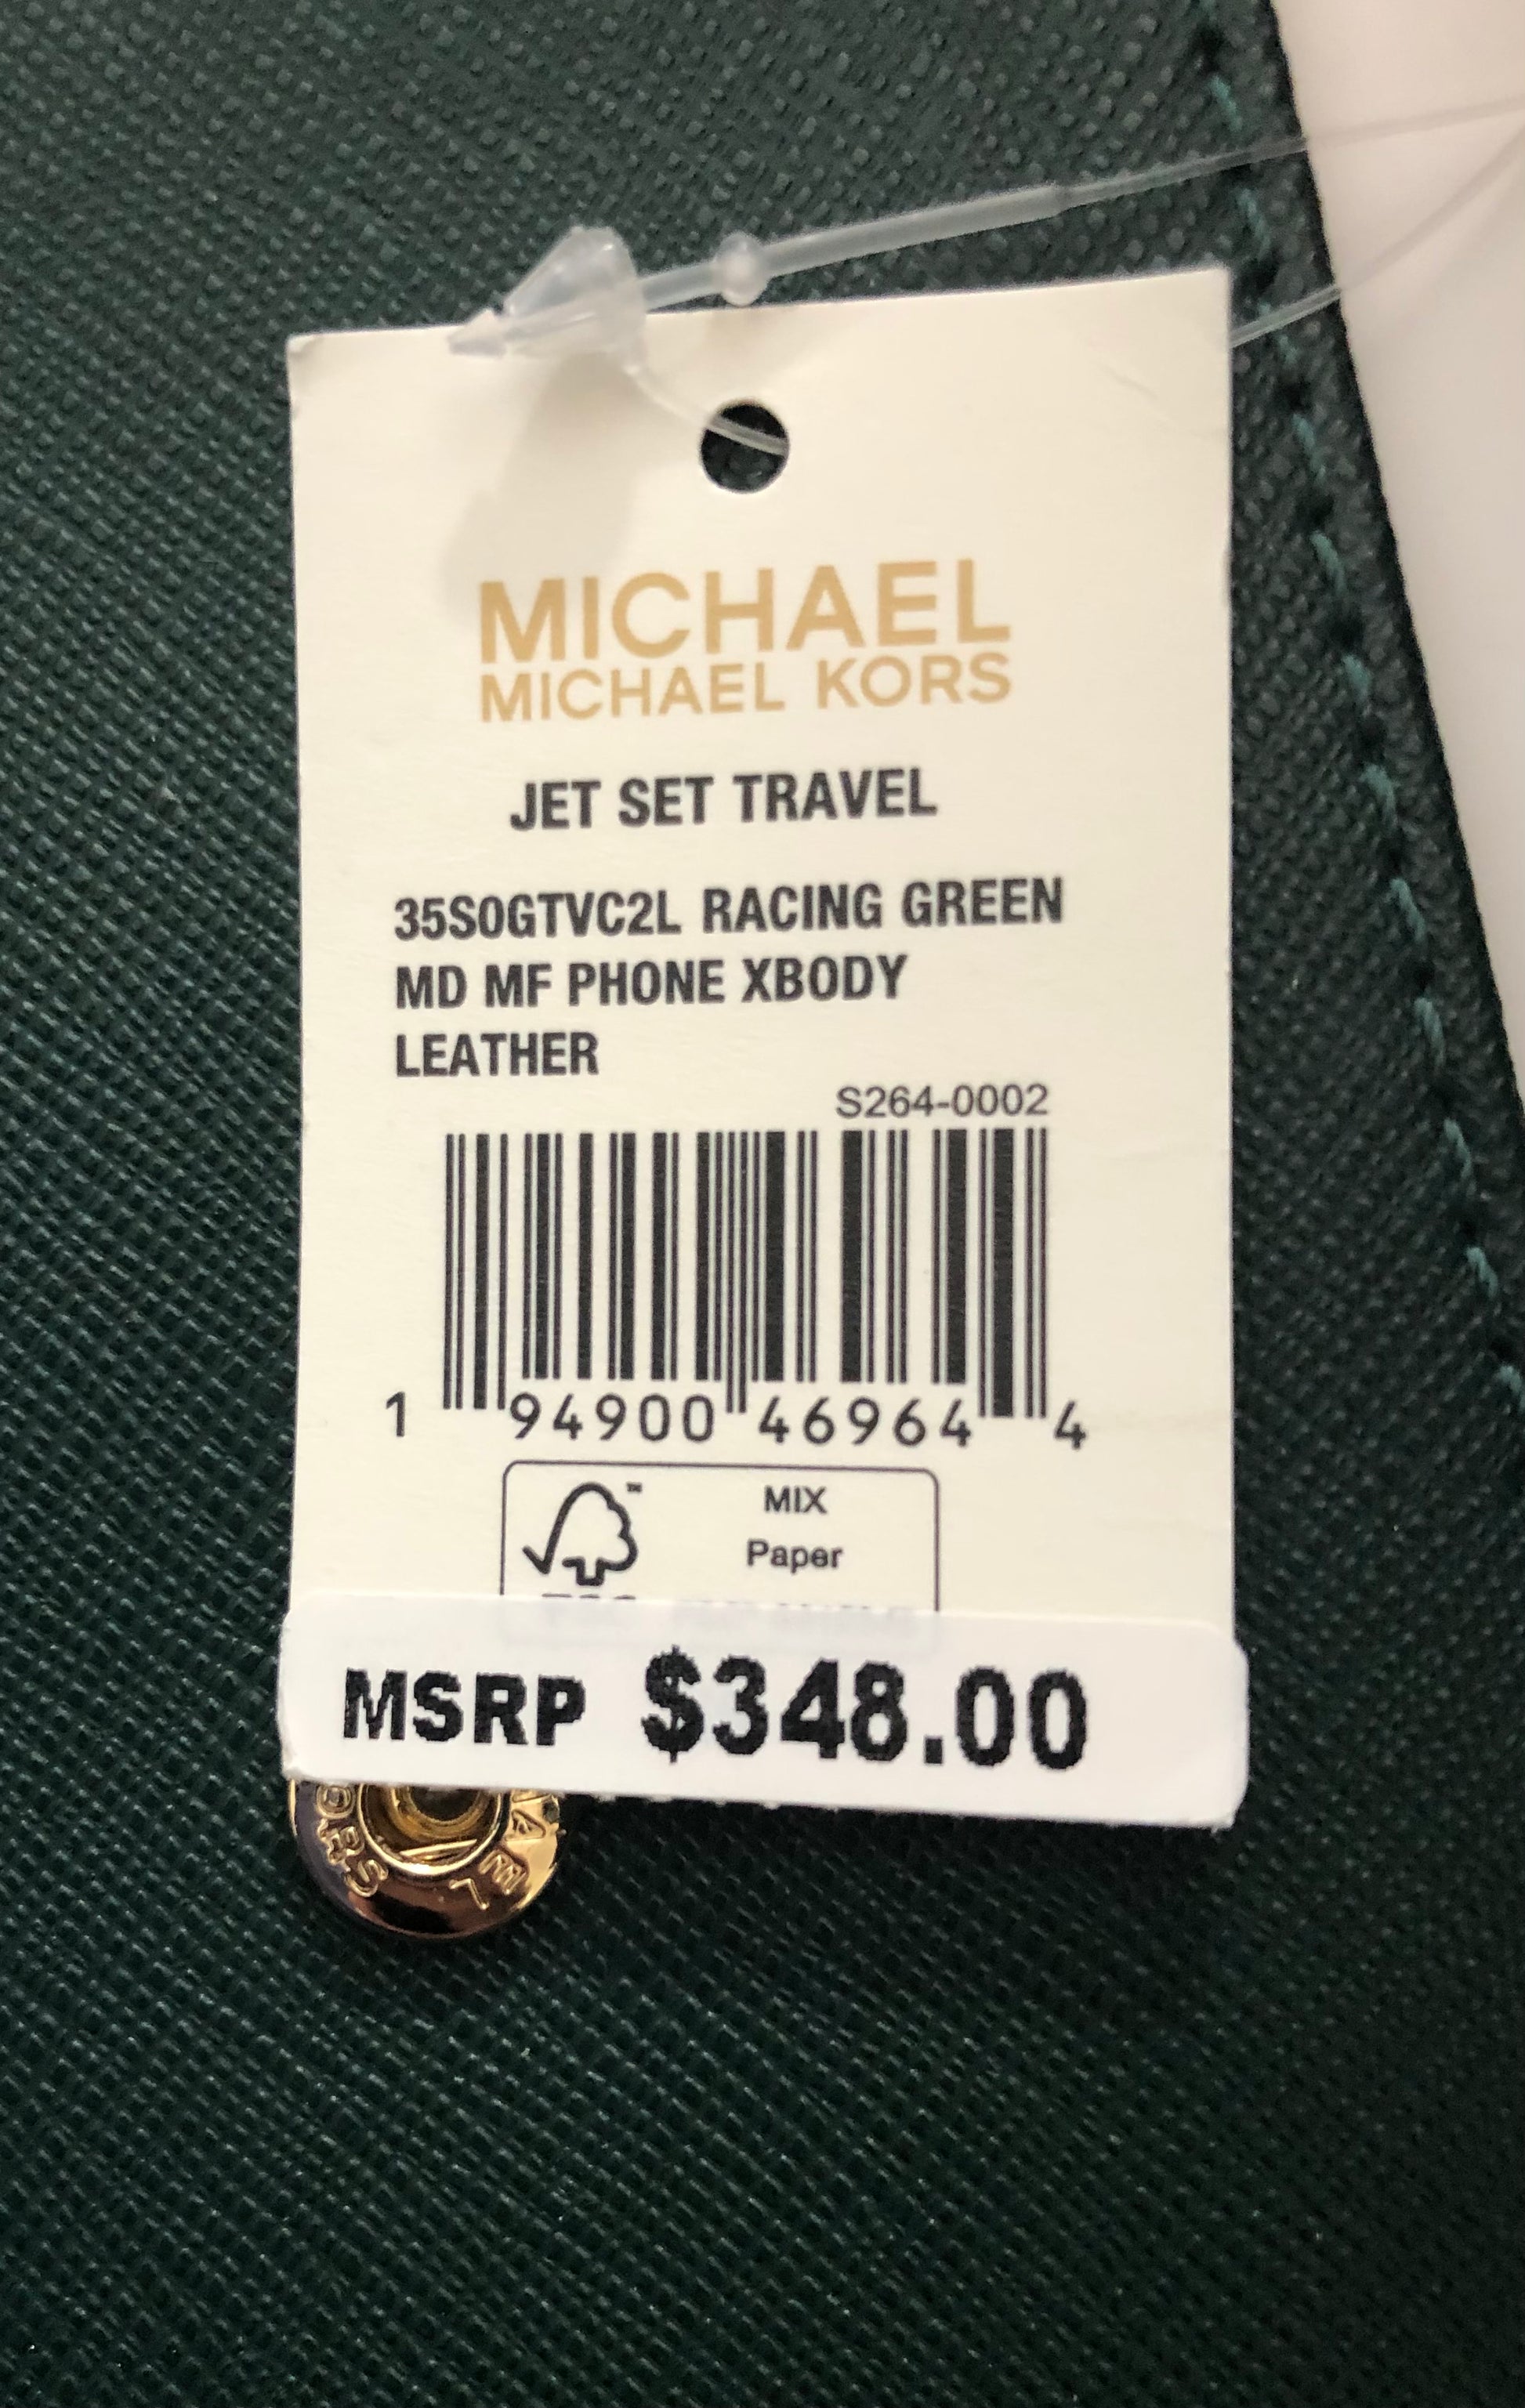 MICHAEL
MICHAEL KORS
JET SET TRAVEL
35S0GTVC2L RACING GREEN
MD MF PHONE XBODY
LEATHER
S264-0002
1 94900 46964 4
MIX
Paper
MSRP $348.00